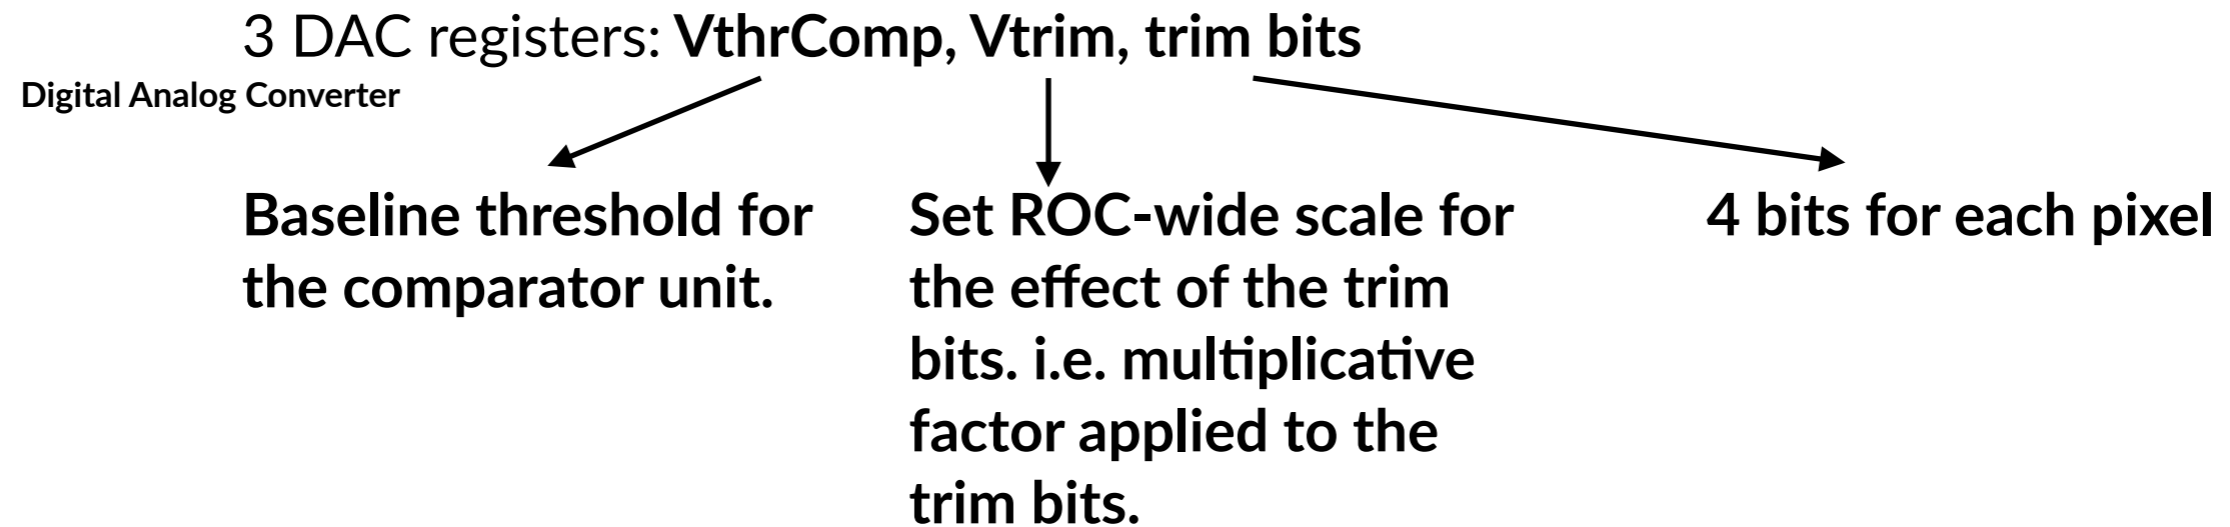 3 DAC registers: VthrComp, Vtrim, trim bits
Digital Analog Converter
Baseline threshold for
the comparator unit.
Set ROC-wide scale for
the effect of the trim
bits. i.e. multiplicative
factor applied to the
trim bits.
4 bits for each pixel